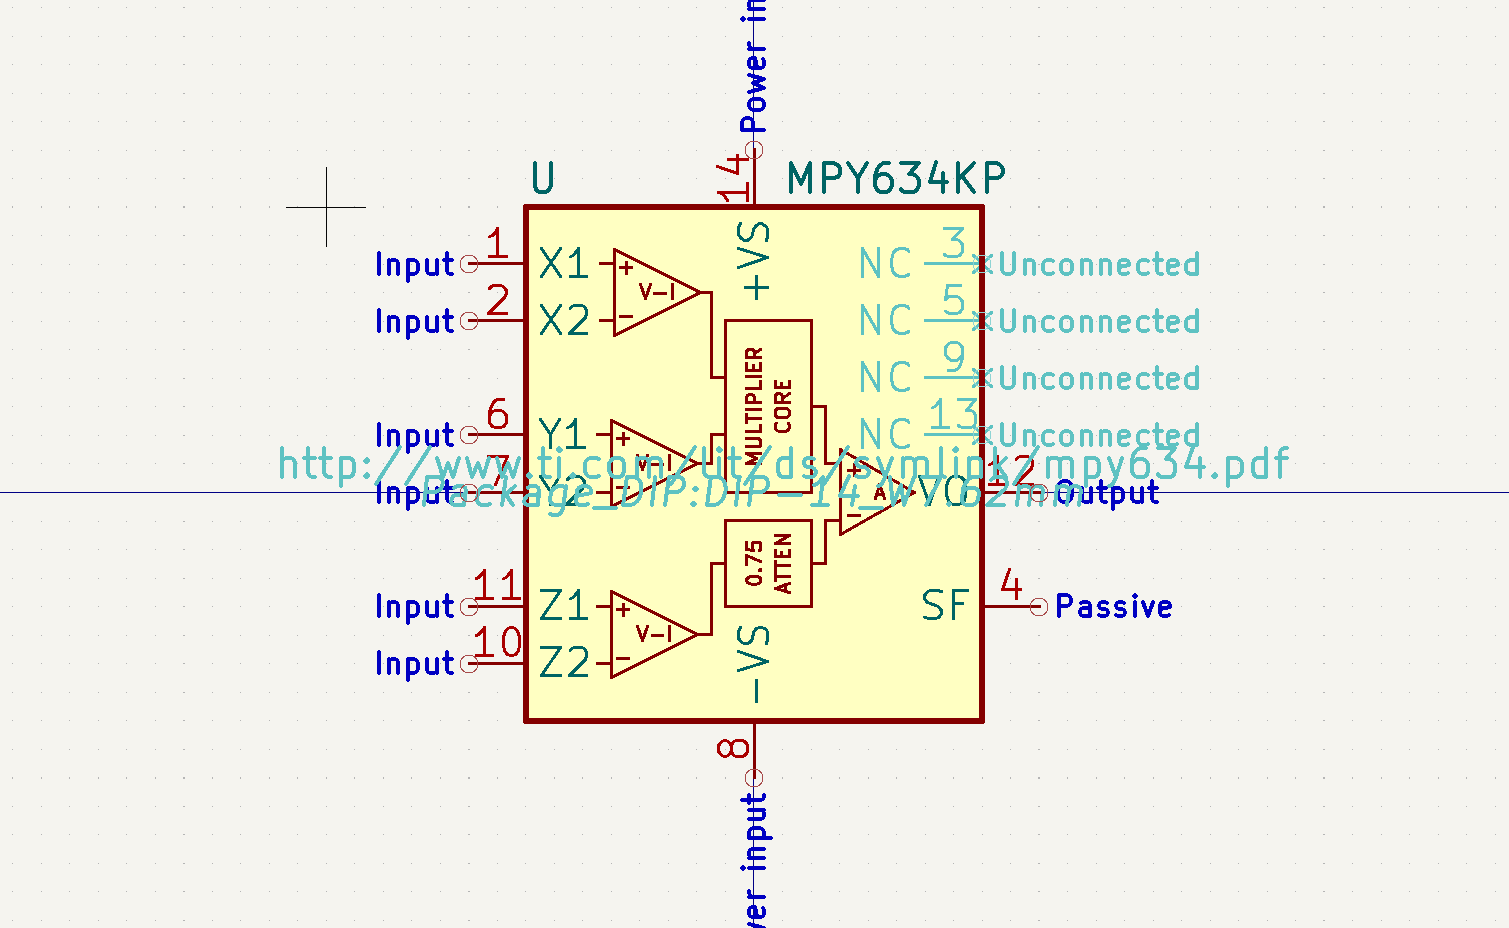 Power in
14
U
MPY634KP
+VS
Input 1 X1
+
-
V-I
Input 2 X2
NC 3 Unconnected
NC 5 Unconnected
NC 9 Unconnected
NC 13 Unconnected
MULTIPLIER
CORE
Input 6 Y1
+
-
V-I
Input 7 Y2
http://www.ti.com/lit/ds/symlink/mpy634.pdf
Package_DIP:DIP-14_W7.62mm
+
-
A
VO 12 Output
0.75
ATTEN
Input 11 Z1
+
-
V-I
Input 10 Z2
SF 4 Passive
-VS
8
wer input